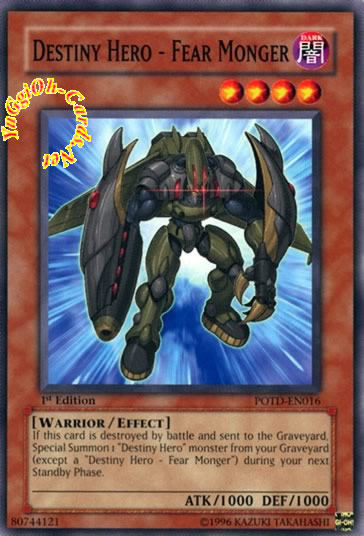 DESTINY HERO - FEAR MONGER
DARK
闇
YuGgiOh-Cards.Net
1st Edition
POTD-EN016
[WARRIOR / EFFECT]
If this card is destroyed by battle and sent to the Graveyard,
Special Summon 1 "Destiny Hero" monster from your Graveyard
(except a "Destiny Hero - Fear Monger") during your next
Standby Phase.
ATK/1000 DEF/1000
80744121
©1996 KAZUKI TAKAHASHI